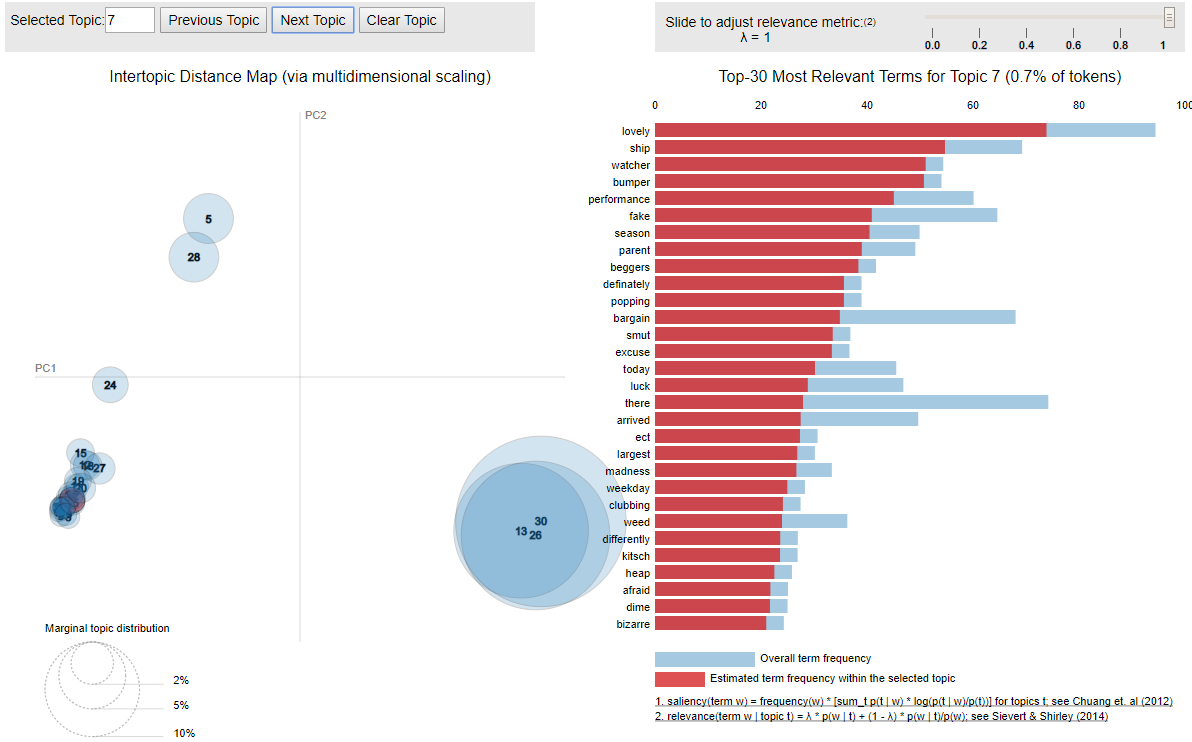 Selected Topic: 7 Previous Topic Next Topic Clear Topic
Slide to adjust relevance metric:(2)
λ = 1
0.0 0.2 0.4 0.6 0.8 1
Intertopic Distance Map (via multidimensional scaling)
PC2
PC1
5
28
24
15
27
30
13
26
Marginal topic distribution
2%
5%
10%
Top-30 Most Relevant Terms for Topic 7 (0.7% of tokens)
0 20 40 60 80 100
lovely
ship
watcher
bumper
performance
fake
season
parent
beggers
definately
popping
bargain
smut
excuse
today
luck
there
arrived
ect
largest
madness
weekday
clubbing
weed
differently
kitsch
heap
afraid
dime
bizarre
Overall term frequency
Estimated term frequency within the selected topic
1. saliency(term w) = frequency(w) * [sum_t p(t | w) * log(p(t | w)/p(t))] for topics t; see Chuang et. al (2012)
2. relevance(term w | topic t) = λ * p(w | t) + (1 - λ) * p(w | t)/p(w); see Sievert & Shirley (2014)